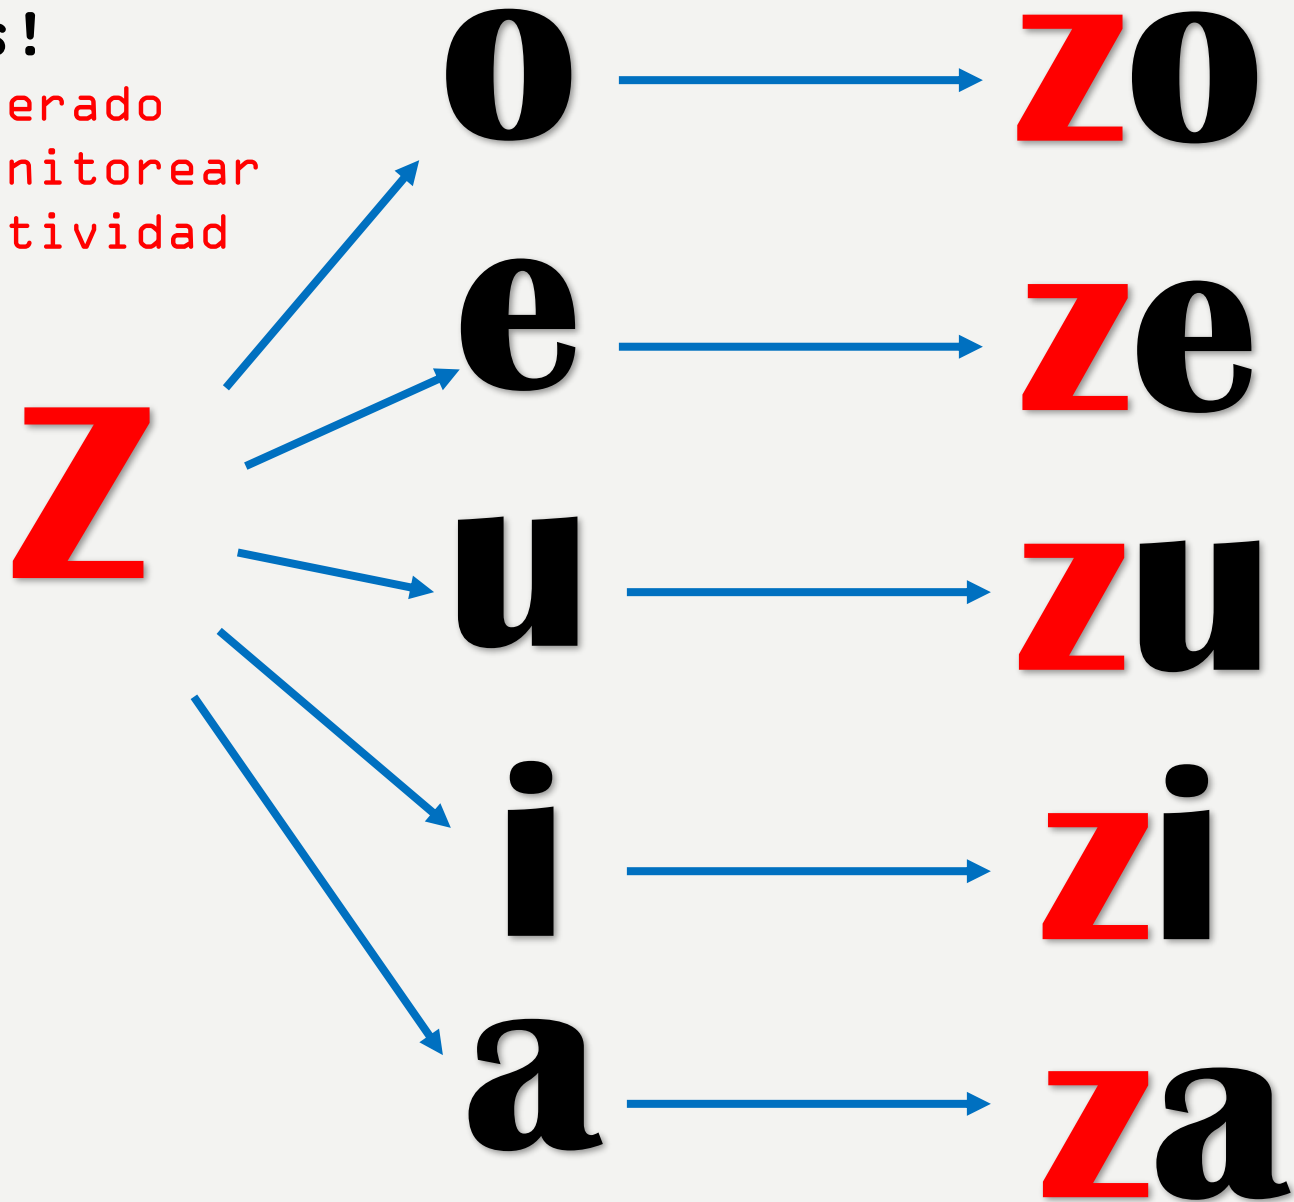 s!
erado
nitorear
tividad
z
o zo
e ze
u zu
i zi
a za